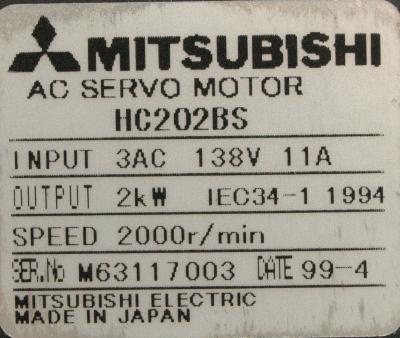 MITSUBISHI
AC SERVO MOTOR
HC202BS
INPUT 3AC 138V 11A
OUTPUT 2kW IEC34-1 1994
SPEED 2000r/min
SER.No M63117003 DATE 99-4
MITSUBISHI ELECTRIC
MADE IN JAPAN